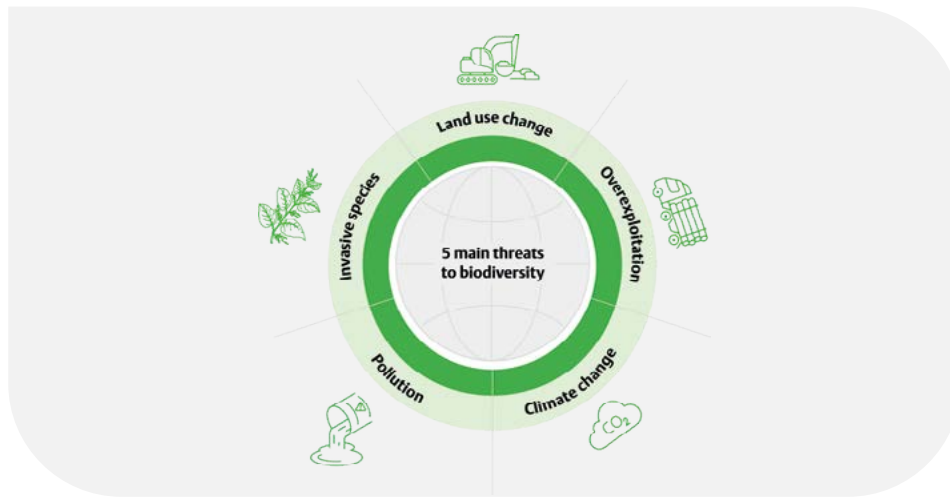 Land use change
Overexploitation
Climate change
Pollution
Invasive species
5 main threats
to biodiversity
CO2